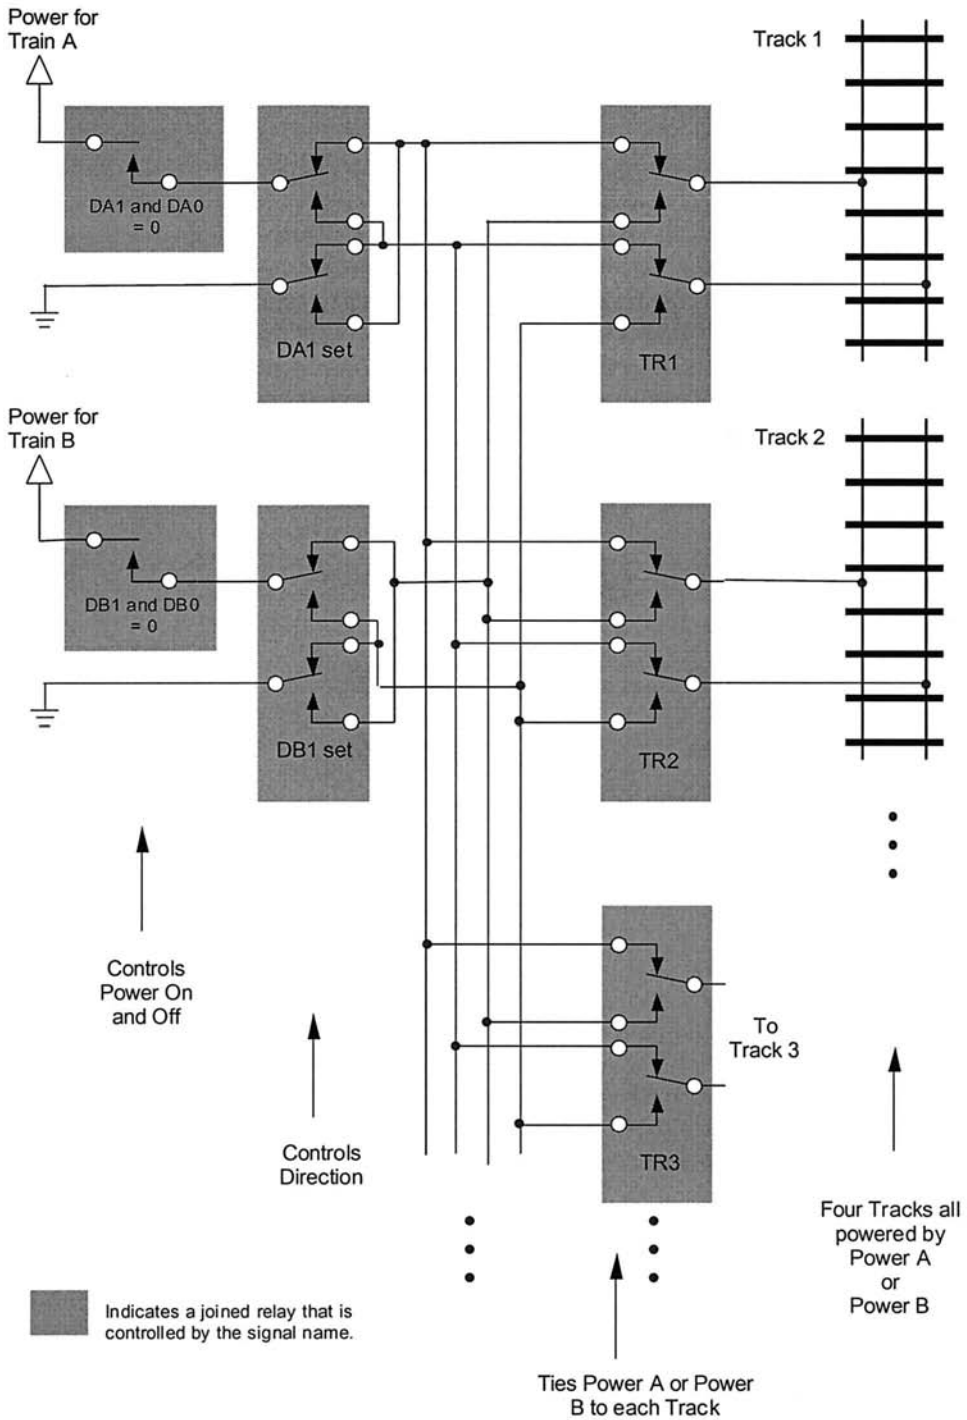 Power for
Train A
Track 1
DA1 and DA0
= 0
DA1 set
TR1
Power for
Train B
Track 2
DB1 and DB0
= 0
DB1 set
TR2
Controls
Power On
and Off
To
Track 3
Controls
Direction
TR3
Four Tracks all
powered by
Power A
or
Power B
Indicates a joined relay that is
controlled by the signal name.
Ties Power A or Power
B to each Track